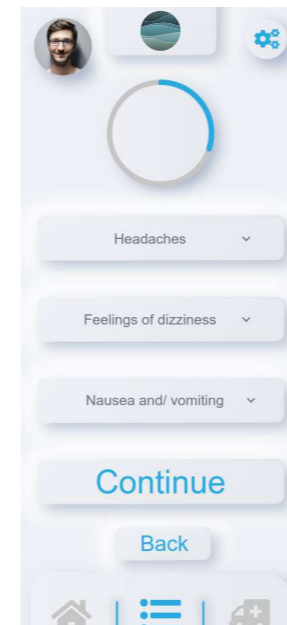 Headaches
Feelings of dizziness
Nausea and/ vomiting
Continue
Back